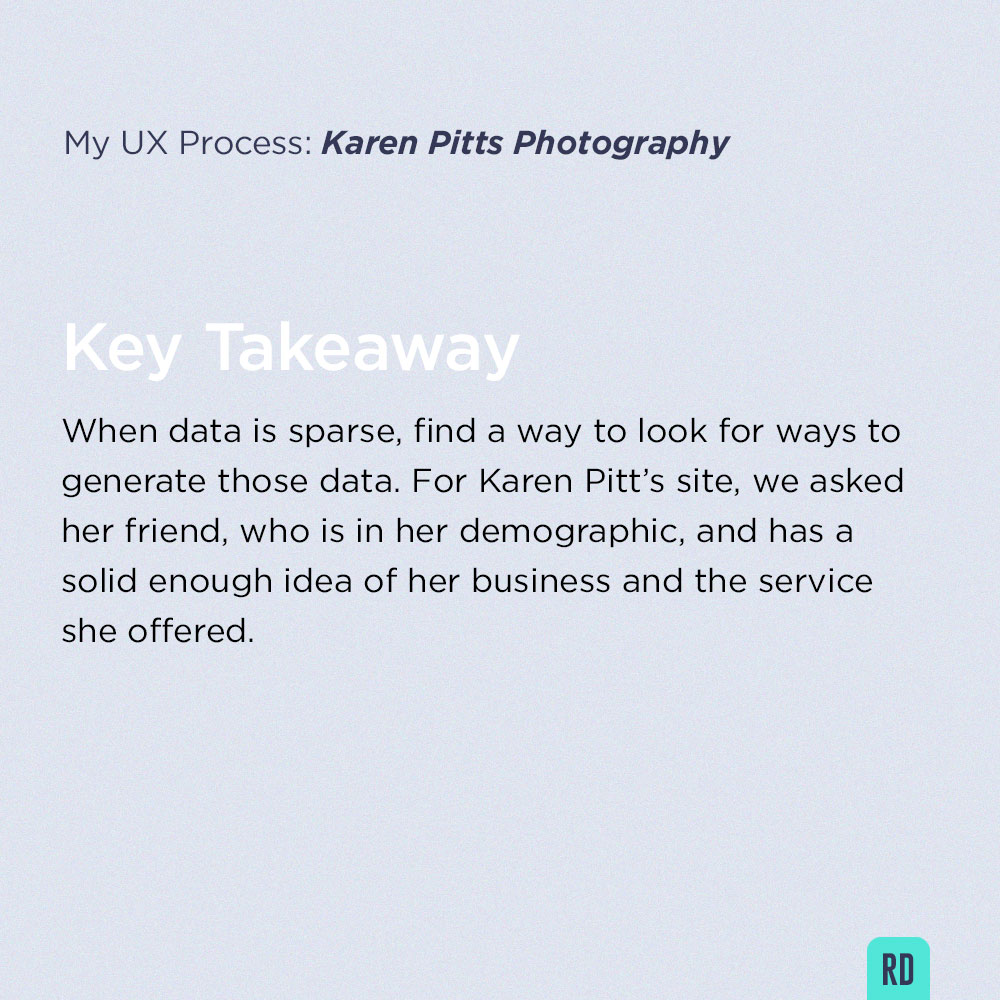 My UX Process: Karen Pitts Photography
Key Takeaway
When data is sparse, find a way to look for ways to
generate those data. For Karen Pitt’s site, we asked
her friend, who is in her demographic, and has a
solid enough idea of her business and the service
she offered.
RD